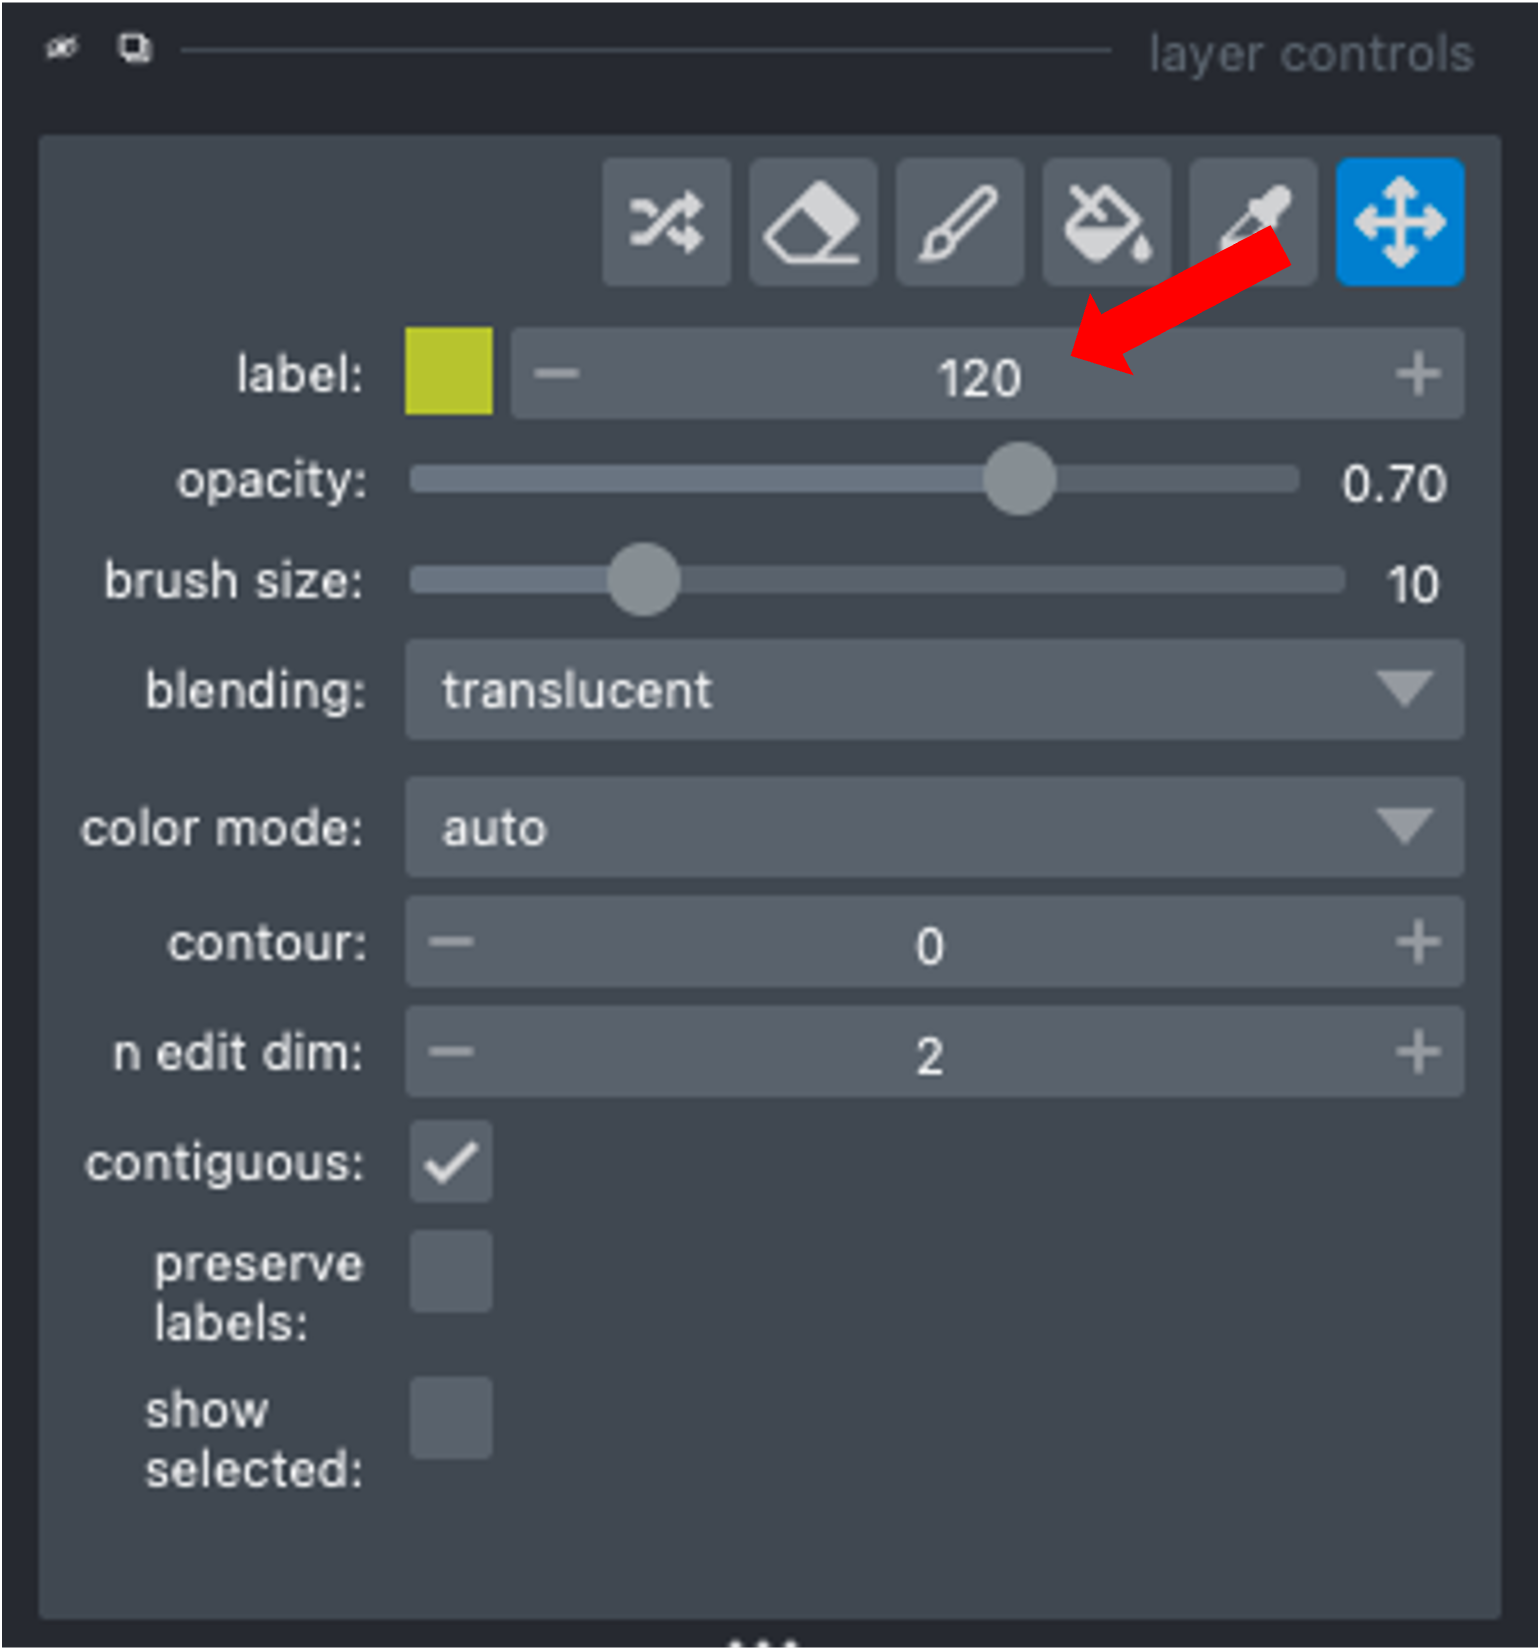 layer controls
label: 120
opacity: 0.70
brush size: 10
blending: translucent
color mode: auto
contour: 0
n edit dim: 2
contiguous:
preserve
labels:
show
selected: